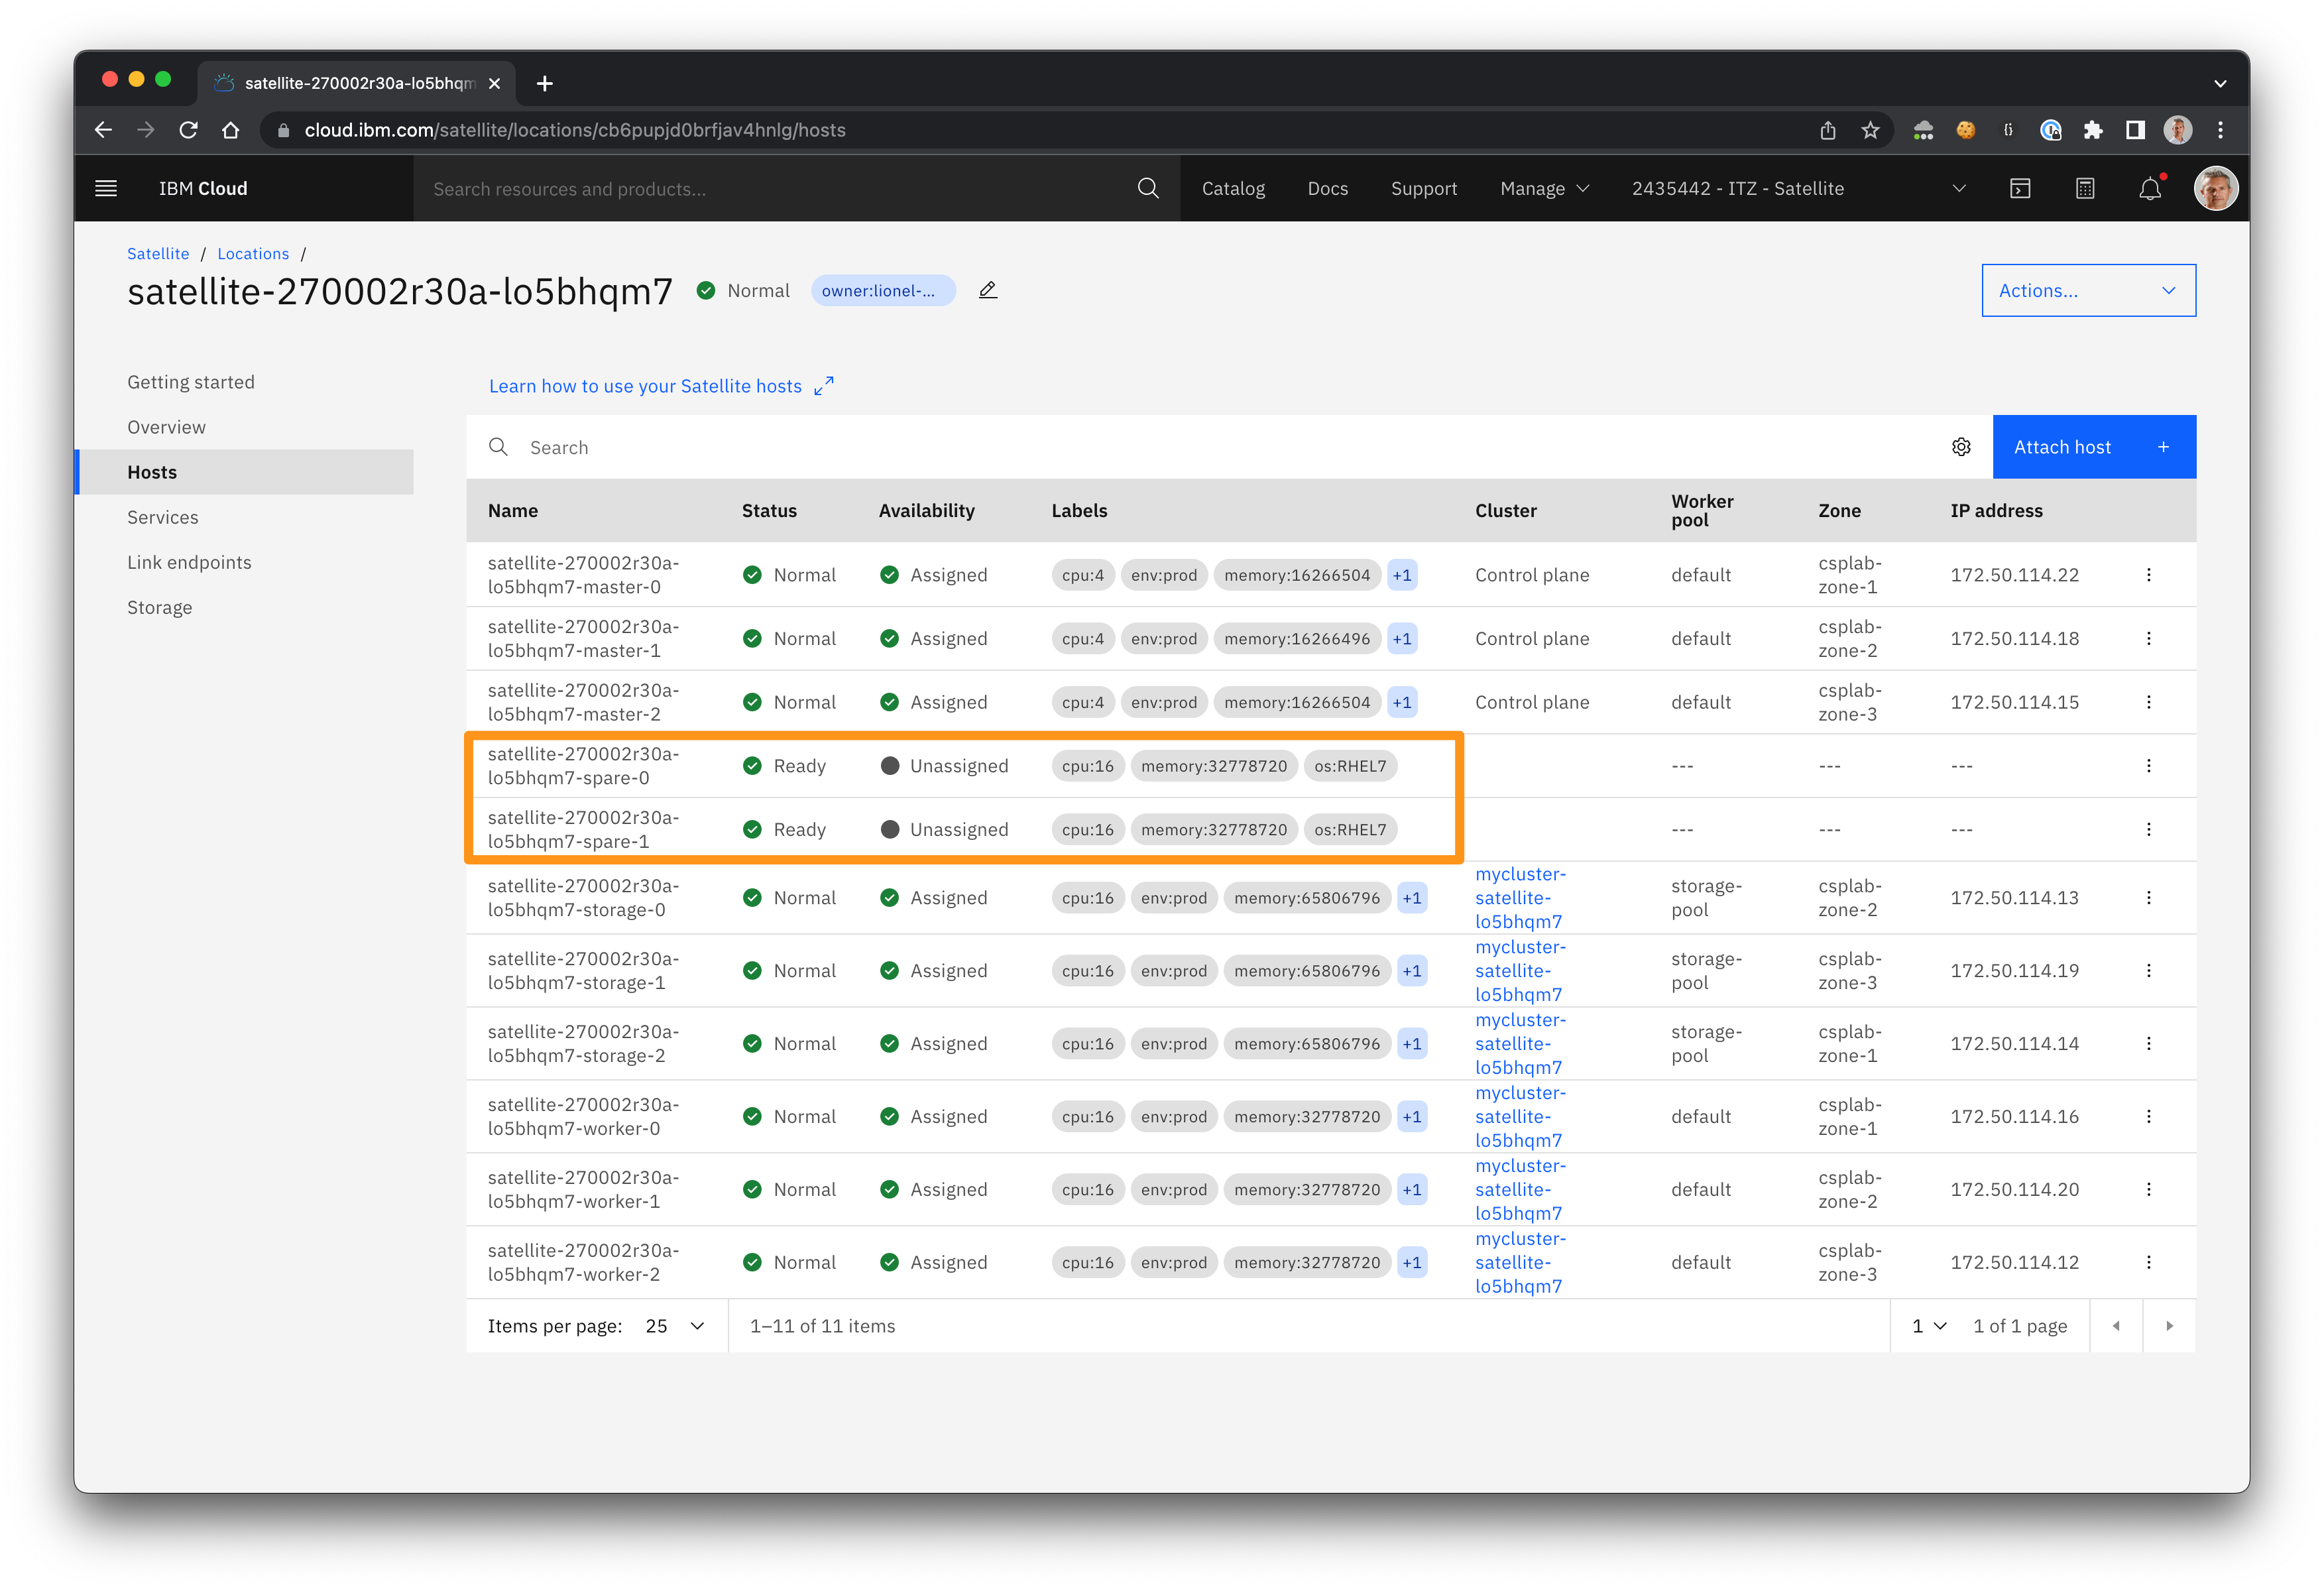 satellite-270002r30a-lo5bhqm
cloud.ibm.com/satellite/locations/cb6pupjd0brfjav4hnlg/hosts
IBM Cloud
Search resources and products...
Catalog
Docs
Support
Manage
2435442 - ITZ - Satellite
Satellite / Locations /
satellite-270002r30a-lo5bhqm7
Normal
owner:lionel-...
Actions...
Getting started
Overview
Hosts
Services
Link endpoints
Storage
Learn how to use your Satellite hosts
Search
Attach host +
Name Status Availability Labels Cluster Worker pool Zone IP address
satellite-270002r30a-lo5bhqm7-master-0 Normal Assigned cpu:4 env:prod memory:16266504 +1 Control plane default csplab-zone-1 172.50.114.22
satellite-270002r30a-lo5bhqm7-master-1 Normal Assigned cpu:4 env:prod memory:16266496 +1 Control plane default csplab-zone-2 172.50.114.18
satellite-270002r30a-lo5bhqm7-master-2 Normal Assigned cpu:4 env:prod memory:16266504 +1 Control plane default csplab-zone-3 172.50.114.15
satellite-270002r30a-lo5bhqm7-spare-0 Ready Unassigned cpu:16 memory:32778720 os:RHEL7 --- --- ---
satellite-270002r30a-lo5bhqm7-spare-1 Ready Unassigned cpu:16 memory:32778720 os:RHEL7 --- --- ---
satellite-270002r30a-lo5bhqm7-storage-0 Normal Assigned cpu:16 env:prod memory:65806796 +1 mycluster-satellite-lo5bhqm7 storage-pool csplab-zone-2 172.50.114.13
satellite-270002r30a-lo5bhqm7-storage-1 Normal Assigned cpu:16 env:prod memory:65806796 +1 mycluster-satellite-lo5bhqm7 storage-pool csplab-zone-3 172.50.114.19
satellite-270002r30a-lo5bhqm7-storage-2 Normal Assigned cpu:16 env:prod memory:65806796 +1 mycluster-satellite-lo5bhqm7 storage-pool csplab-zone-1 172.50.114.14
satellite-270002r30a-lo5bhqm7-worker-0 Normal Assigned cpu:16 env:prod memory:32778720 +1 mycluster-satellite-lo5bhqm7 default csplab-zone-1 172.50.114.16
satellite-270002r30a-lo5bhqm7-worker-1 Normal Assigned cpu:16 env:prod memory:32778720 +1 mycluster-satellite-lo5bhqm7 default csplab-zone-2 172.50.114.20
satellite-270002r30a-lo5bhqm7-worker-2 Normal Assigned cpu:16 env:prod memory:32778720 +1 mycluster-satellite-lo5bhqm7 default csplab-zone-3 172.50.114.12
Items per page: 25 1–11 of 11 items 1 1 of 1 page